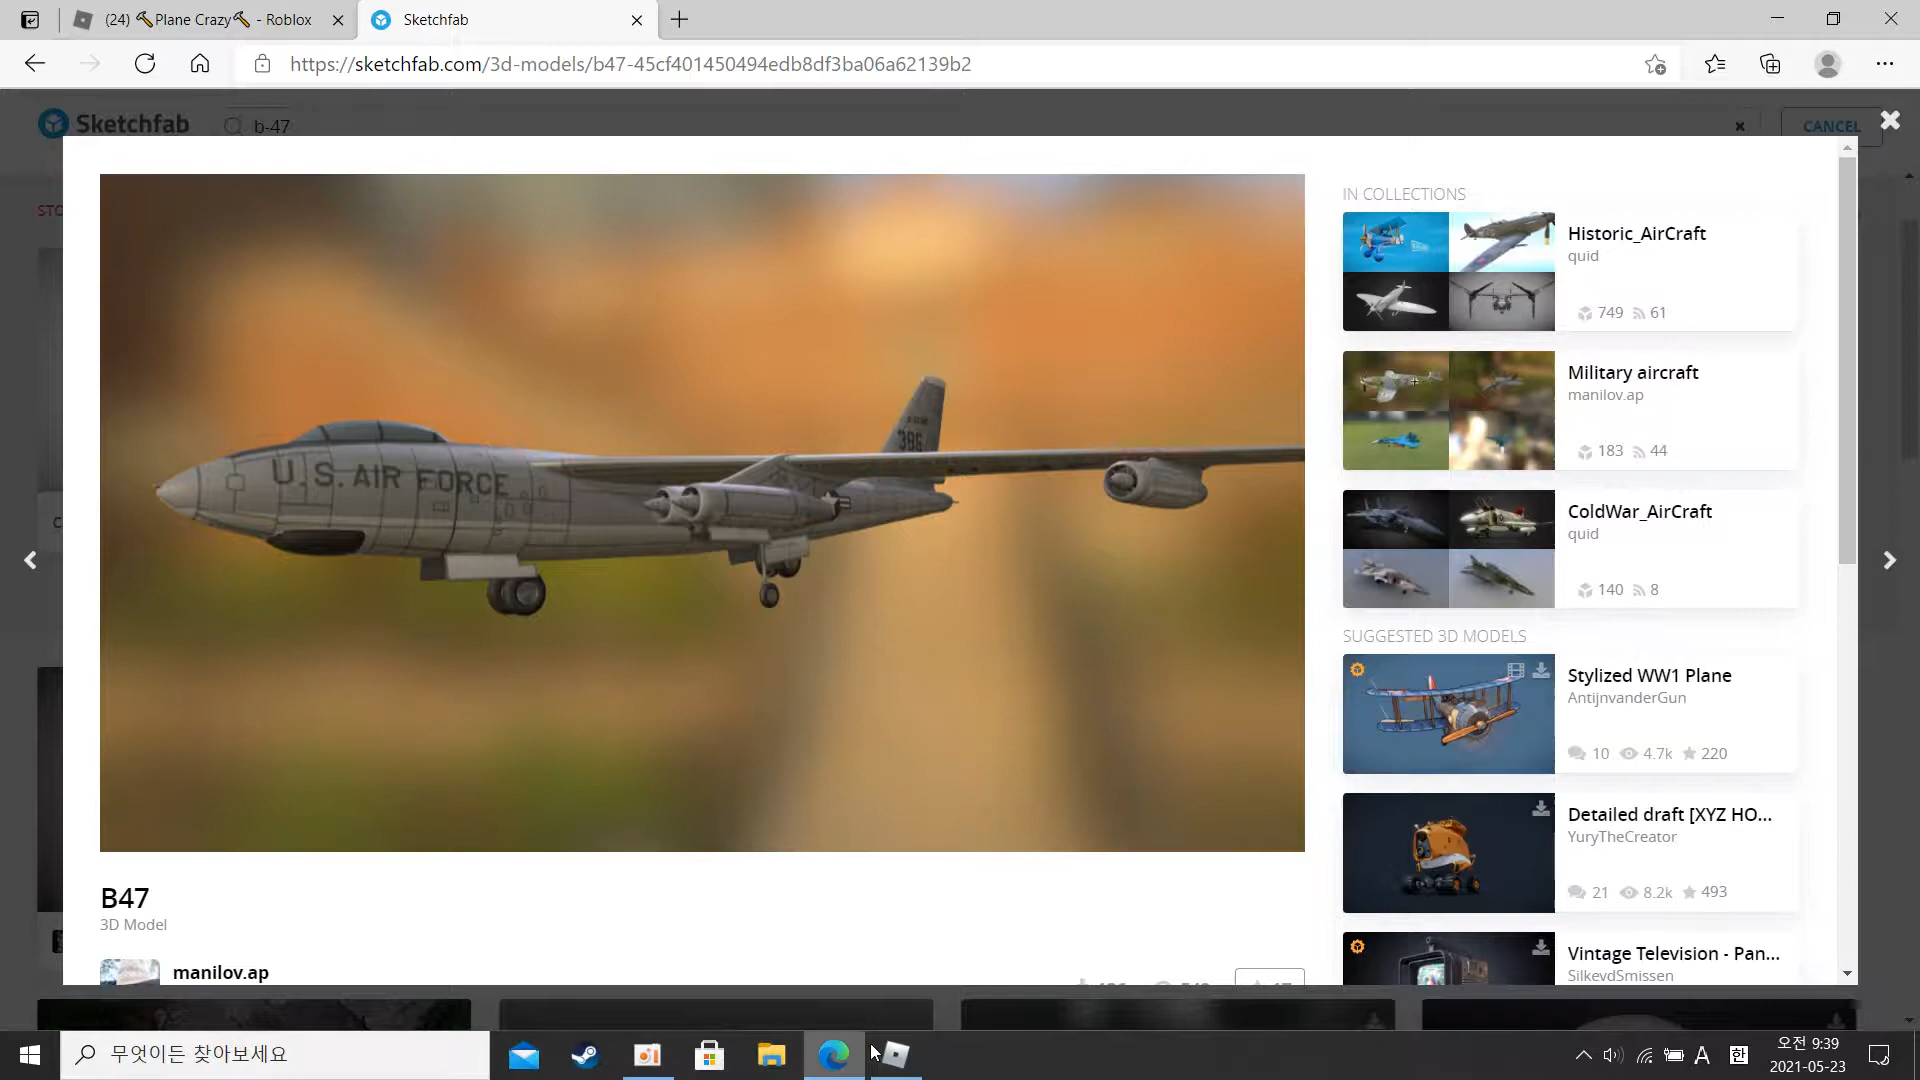 (24) 🔨Plane Crazy🔨 - Roblox
Sketchfab
https://sketchfab.com/3d-models/b47-45cf401450494edb8df3ba06a62139b2
Sketchfab
b-47
CANCEL
U.S. AIR FORCE
386
B47
3D Model
manilov.ap
IN COLLECTIONS
Historic_AirCraft
quid
749 61
Military aircraft
manilov.ap
183 44
ColdWar_AirCraft
quid
140 8
SUGGESTED 3D MODELS
Stylized WW1 Plane
AntijnvanderGun
10 4.7k 220
Detailed draft [XYZ HO...
YuryTheCreator
21 8.2k 493
Vintage Television - Pan...
SilkevdSmissen
무엇이든 찾아보세요
A 한
오전 9:39
2021-05-23